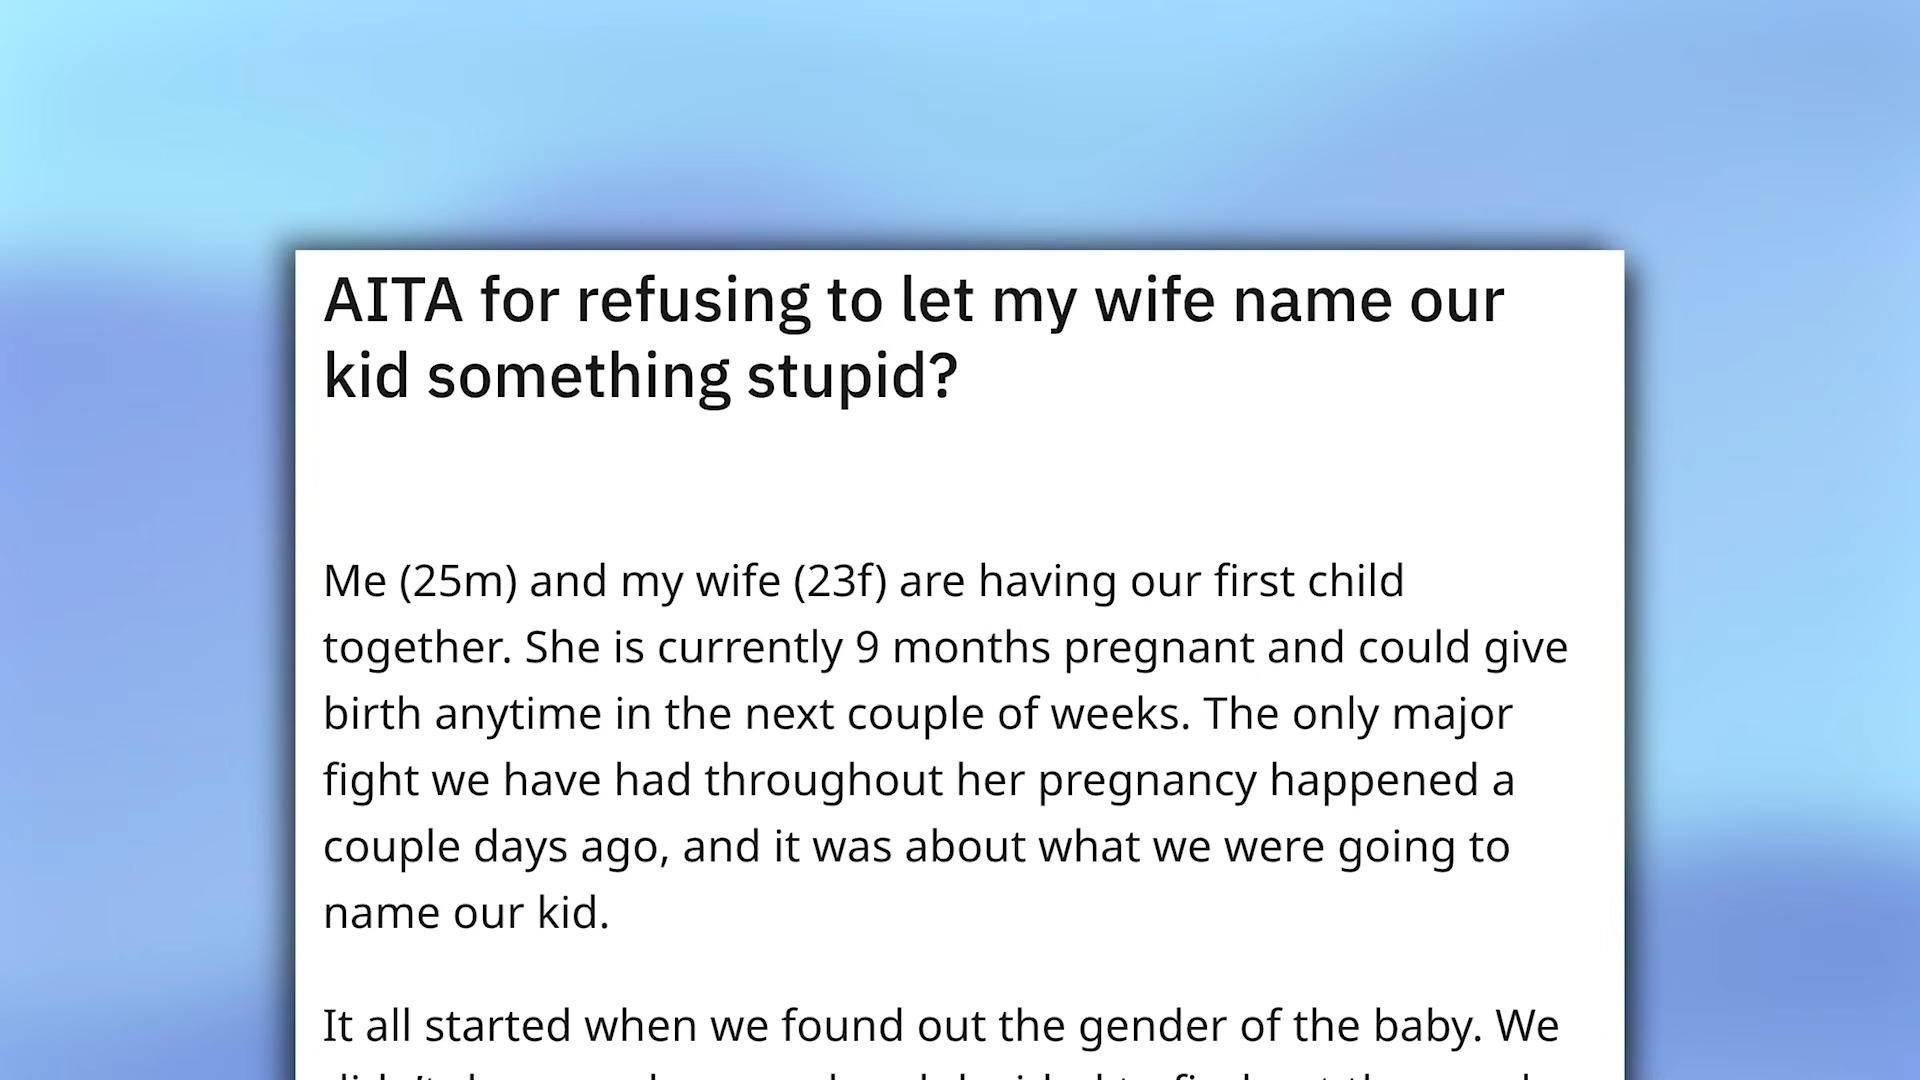 AITA for refusing to let my wife name our
kid something stupid?
Me (25m) and my wife (23f) are having our first child
together. She is currently 9 months pregnant and could give
birth anytime in the next couple of weeks. The only major
fight we have had throughout her pregnancy happened a
couple days ago, and it was about what we were going to
name our kid.
It all started when we found out the gender of the baby. We